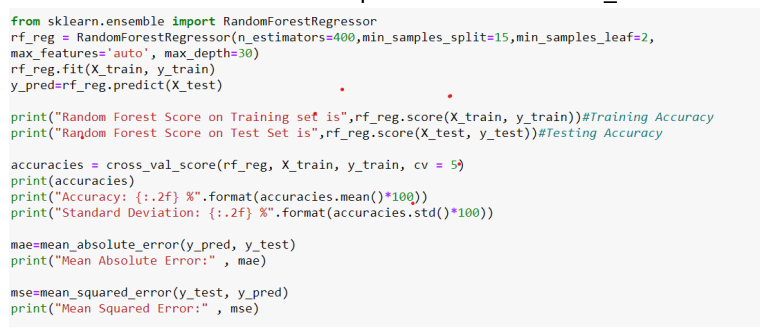 from sklearn.ensemble import RandomForestRegressor
rf_reg = RandomForestRegressor(n_estimators=400,min_samples_split=15,min_samples_leaf=2,
max_features='auto', max_depth=30)
rf_reg.fit(X_train, y_train)
y_pred=rf_reg.predict(X_test)

print("Random Forest Score on Training set is",rf_reg.score(X_train, y_train))#Training Accuracy
print("Random Forest Score on Test Set is",rf_reg.score(X_test, y_test))#Testing Accuracy

accuracies = cross_val_score(rf_reg, X_train, y_train, cv = 5)
print(accuracies)
print("Accuracy: {:.2f} %".format(accuracies.mean()*100))
print("Standard Deviation: {:.2f} %".format(accuracies.std()*100))

mae=mean_absolute_error(y_pred, y_test)
print("Mean Absolute Error:" , mae)

mse=mean_squared_error(y_test, y_pred)
print("Mean Squared Error:" , mse)